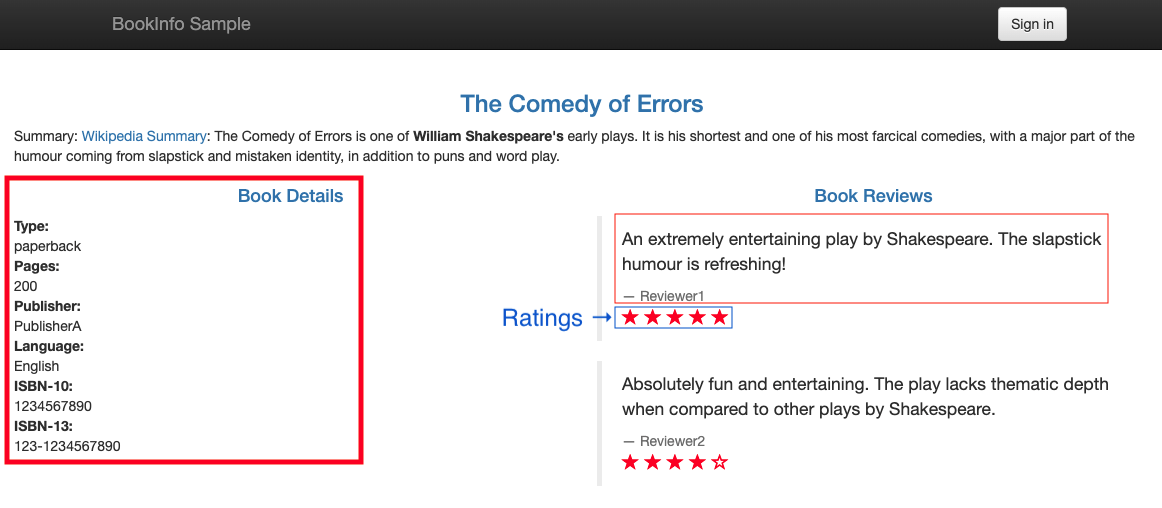 BookInfo Sample
Sign in
The Comedy of Errors
Summary: Wikipedia Summary: The Comedy of Errors is one of William Shakespeare's early plays. It is his shortest and one of his most farcical comedies, with a major part of the
humour coming from slapstick and mistaken identity, in addition to puns and word play.
Book Details
Type:
paperback
Pages:
200
Publisher:
PublisherA
Language:
English
ISBN-10:
1234567890
ISBN-13:
123-1234567890
Book Reviews
An extremely entertaining play by Shakespeare. The slapstick
humour is refreshing!
— Reviewer1
Ratings →
★★★★★
Absolutely fun and entertaining. The play lacks thematic depth
when compared to other plays by Shakespeare.
— Reviewer2
★★★★☆